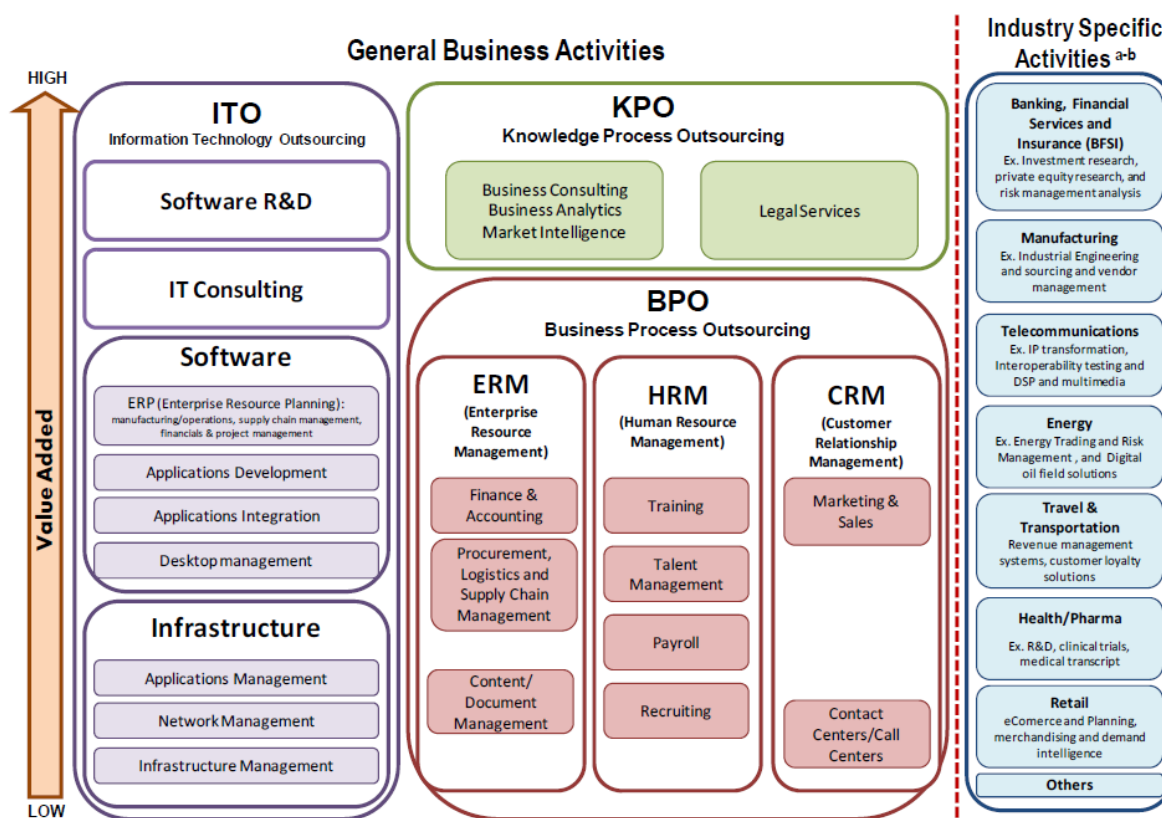 General Business Activities
Industry Specific
Activities a-b
HIGH
Value Added
LOW
ITO
Information Technology Outsourcing
Software R&D
IT Consulting
Software
ERP (Enterprise Resource Planning):
manufacturing/operations, supply chain management,
financials & project management
Applications Development
Applications Integration
Desktop management
Infrastructure
Applications Management
Network Management
Infrastructure Management
KPO
Knowledge Process Outsourcing
Business Consulting
Business Analytics
Market Intelligence
Legal Services
BPO
Business Process Outsourcing
ERM
(Enterprise
Resource
Management)
Finance &
Accounting
Procurement,
Logistics and
Supply Chain
Management
Content/
Document
Management
HRM
(Human Resource
Management)
Training
Talent
Management
Payroll
Recruiting
CRM
(Customer
Relationship
Management)
Marketing &
Sales
Contact
Centers/Call
Centers
Banking, Financial
Services and
Insurance (BFSI)
Ex. Investment research,
private equity research, and
risk management analysis
Manufacturing
Ex. Industrial Engineering
and sourcing and vendor
management
Telecommunications
Ex. IP transformation,
Interoperability testing and
DSP and multimedia
Energy
Ex. Energy Trading and Risk
Management , and Digital
oil field solutions
Travel &
Transportation
Revenue management
systems, customer loyalty
solutions
Health/Pharma
Ex. R&D, clinical trials,
medical transcript
Retail
eComerce and Planning,
merchandising and demand
intelligence
Others